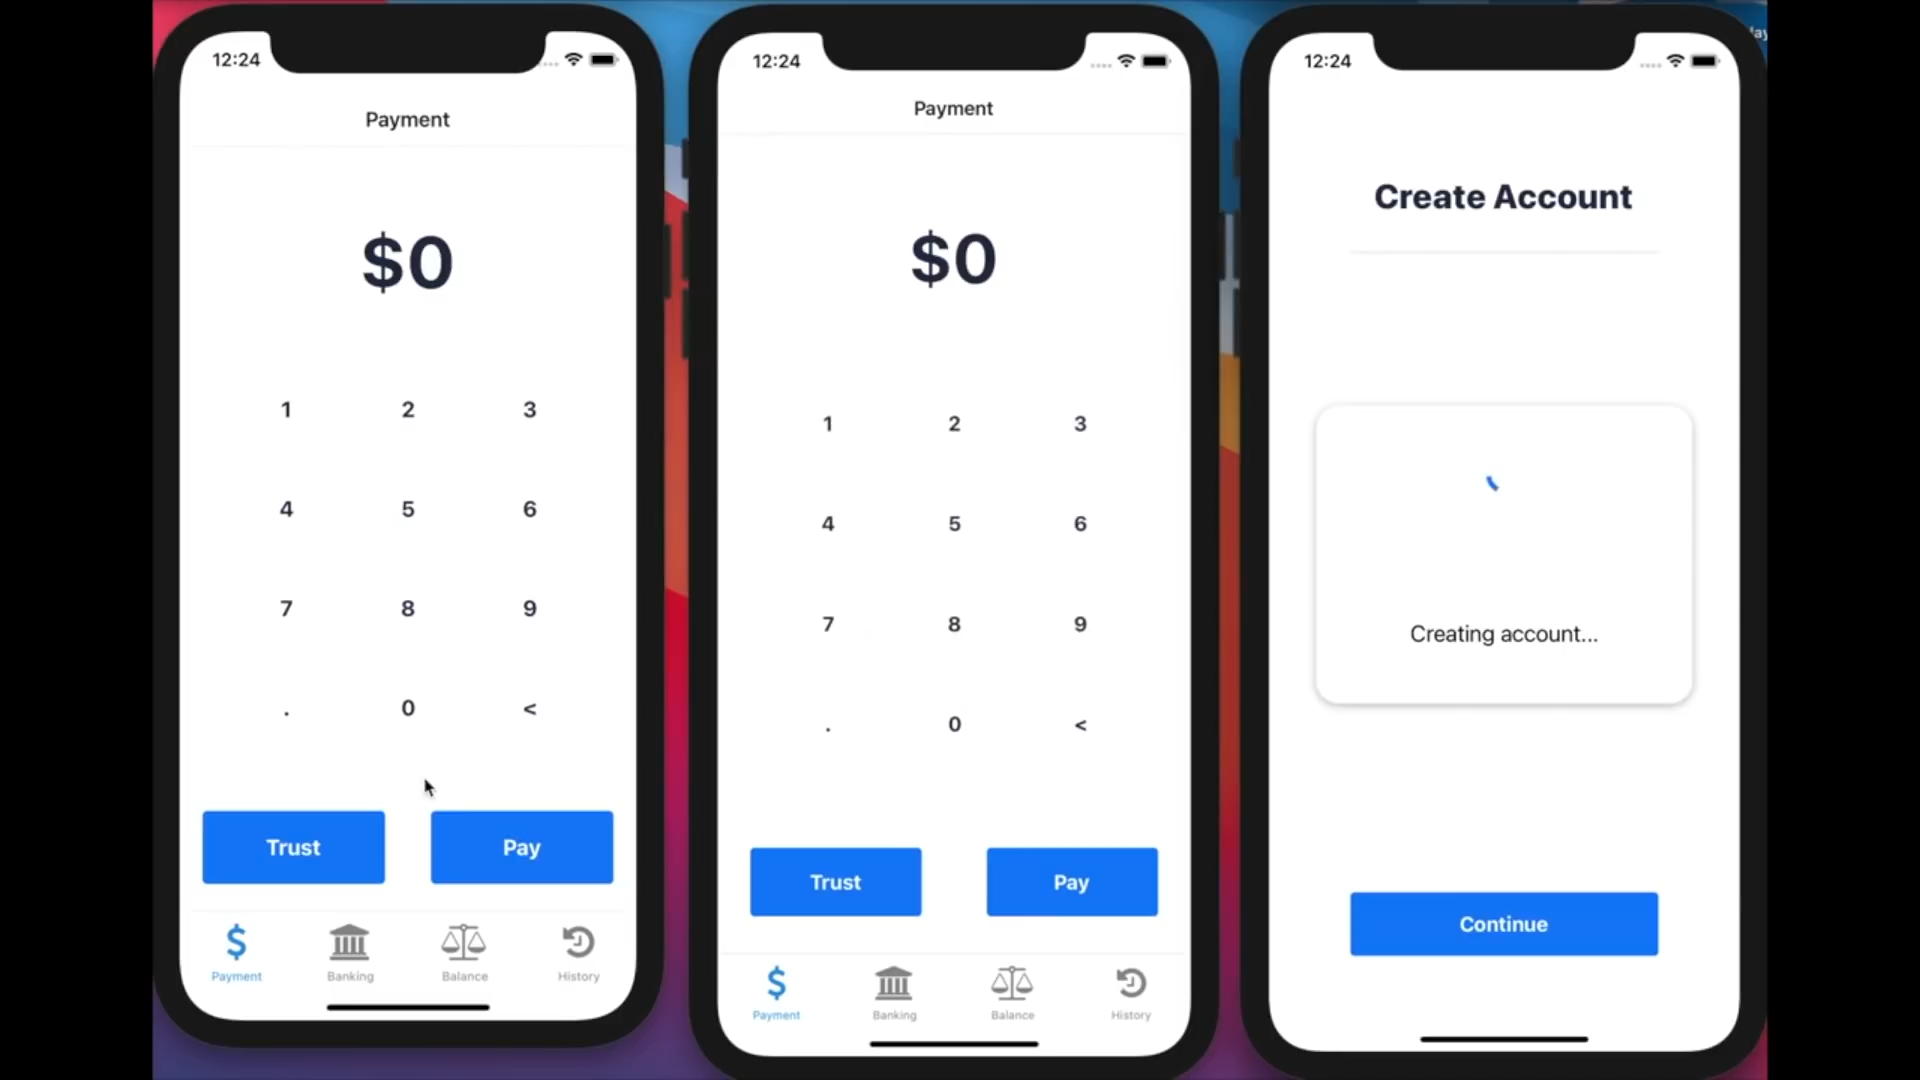 12:24
Payment
$0
1 2 3
4 5 6
7 8 9
. 0 <
Trust Pay
Payment Banking Balance History
12:24
Payment
$0
1 2 3
4 5 6
7 8 9
. 0 <
Trust Pay
Payment Banking Balance History
12:24
Create Account
Creating account...
Continue